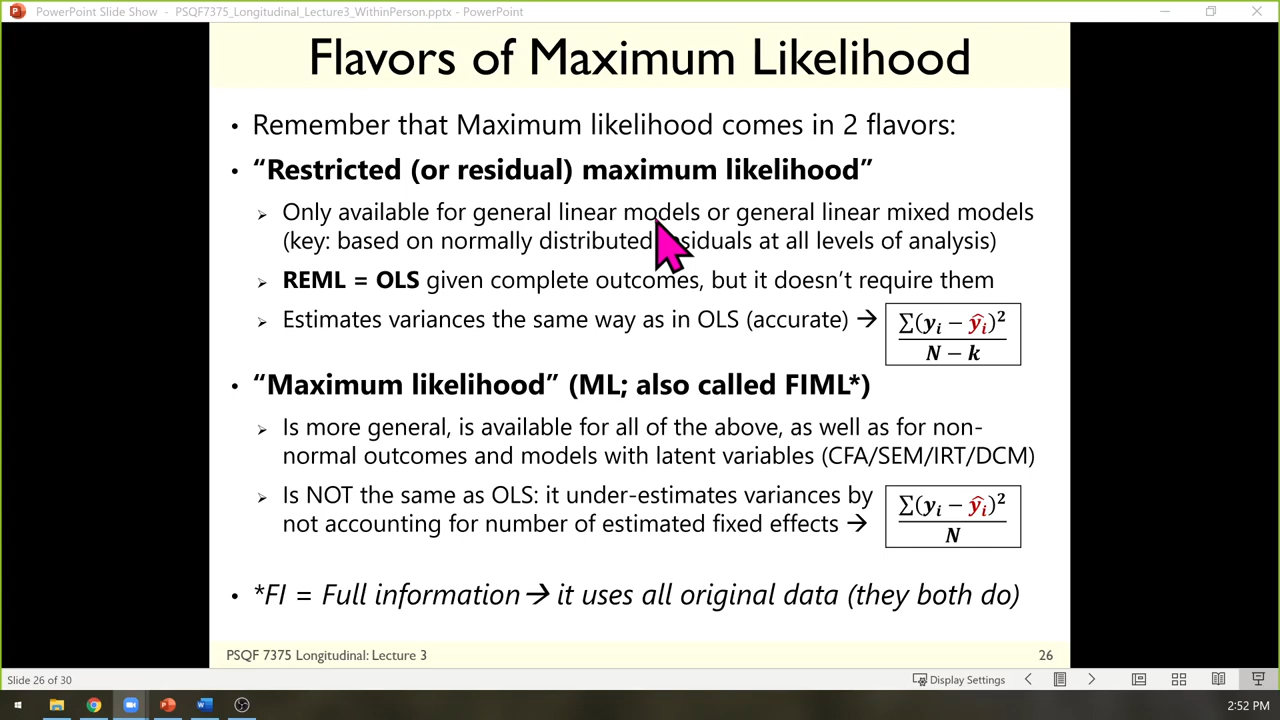 PowerPoint Slide Show - PSQF7375_Longitudinal_Lecture3_WithinPerson.pptx - PowerPoint
Flavors of Maximum Likelihood
• Remember that Maximum likelihood comes in 2 flavors:
• “Restricted (or residual) maximum likelihood”
➢ Only available for general linear models or general linear mixed models
(key: based on normally distributed siduals at all levels of analysis)
➢ REML = OLS given complete outcomes, but it doesn’t require them
➢ Estimates variances the same way as in OLS (accurate) →
∑(yᵢ − ŷᵢ)²
N − k
• “Maximum likelihood” (ML; also called FIML*)
➢ Is more general, is available for all of the above, as well as for non-
normal outcomes and models with latent variables (CFA/SEM/IRT/DCM)
➢ Is NOT the same as OLS: it under-estimates variances by
not accounting for number of estimated fixed effects →
∑(yᵢ − ŷᵢ)²
N
• *FI = Full information → it uses all original data (they both do)
PSQF 7375 Longitudinal: Lecture 3
26
Slide 26 of 30
Display Settings
2:52 PM